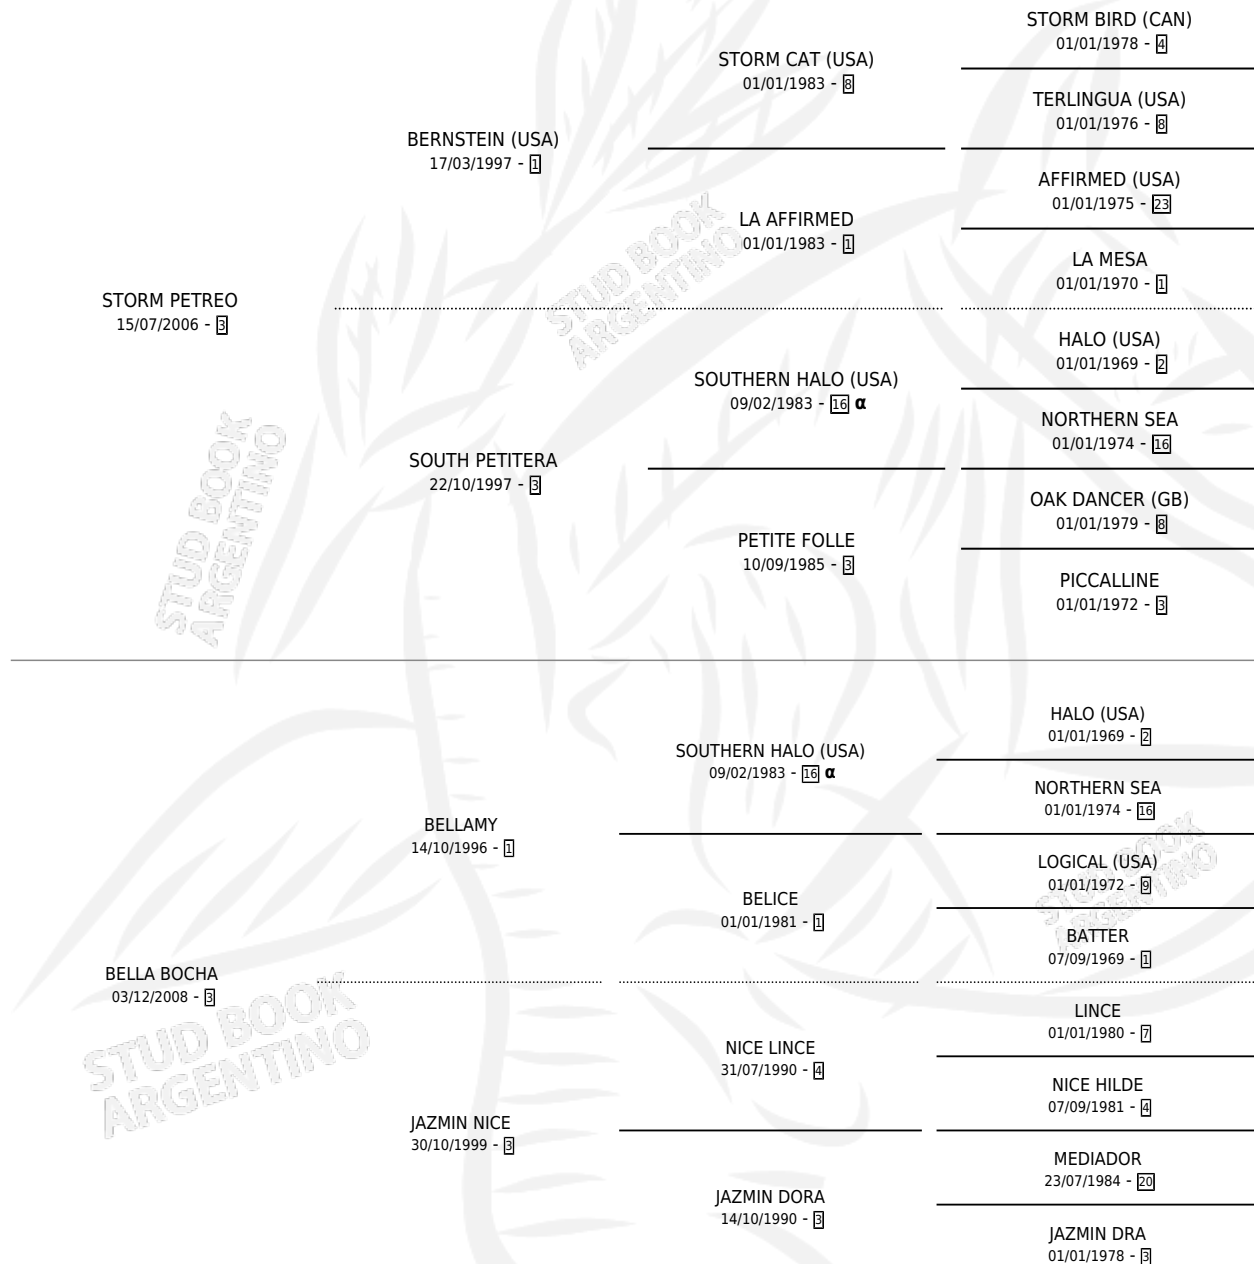 STORM BIRD (CAN)
01/01/1978 - 4
STORM CAT (USA)
01/01/1983 - 8
TERLINGUA (USA)
01/01/1976 - 8
BERNSTEIN (USA)
17/03/1997 - 1
AFFIRMED (USA)
01/01/1975 - 23
LA AFFIRMED
01/01/1983 - 1
LA MESA
01/01/1970 - 1
STORM PETREO
15/07/2006 - 3
HALO (USA)
01/01/1969 - 2
SOUTHERN HALO (USA)
09/02/1983 - 16 α
NORTHERN SEA
01/01/1974 - 16
SOUTH PETITERA
22/10/1997 - 3
OAK DANCER (GB)
01/01/1979 - 8
PETITE FOLLE
10/09/1985 - 3
PICCALLINE
01/01/1972 - 3
HALO (USA)
01/01/1969 - 2
SOUTHERN HALO (USA)
09/02/1983 - 16 α
NORTHERN SEA
01/01/1974 - 16
BELLAMY
14/10/1996 - 1
LOGICAL (USA)
01/01/1972 - 9
BELICE
01/01/1981 - 1
BATTER
07/09/1969 - 1
BELLA BOCHA
03/12/2008 - 3
LINCE
01/01/1980 - 7
NICE LINCE
31/07/1990 - 4
NICE HILDE
07/09/1981 - 4
JAZMIN NICE
30/10/1999 - 3
MEDIADOR
23/07/1984 - 20
JAZMIN DORA
14/10/1990 - 3
JAZMIN DRA
01/01/1978 - 3
STUD BOOK
ARGENTINO
STUD BOOK
ARGENTINO
STUD BOOK
ARGENTINO
STUD BOOK
ARGENTINO